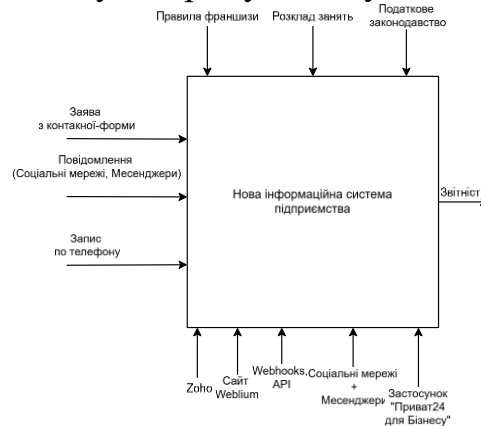 Правила франшизи
Розклад занять
Податкове
законодавство
Заява
з контакної-форми
Повідомлення
(Соціальні мережі, Месенджери)
Запис
по телефону
Нова інформаційна система
підприємства
Звітніст
Zoho
Сайт
Weblium
Webhooks,
API
Соціальні мережі
+
Месенджери
Застосунок
"Приват24
для Бізнесу"